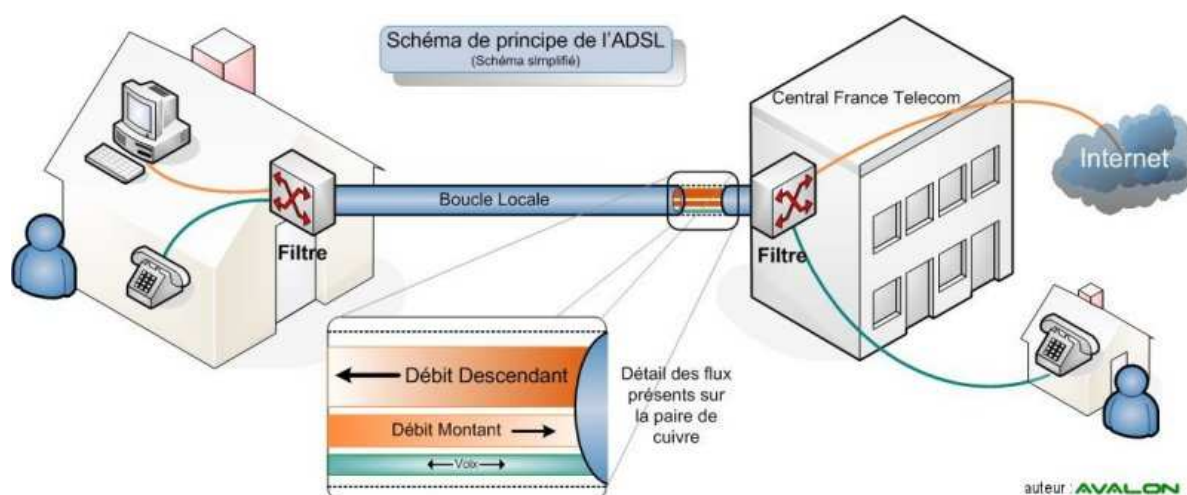 Schéma de principe de l'ADSL
(Schéma simplifié)
Central France Telecom
Internet
Boucle Locale
Filtre
Filtre
Débit Descendant
Débit Montant
Voix
Détail des flux
présents sur
la paire de
cuivre
auteur : AVALON